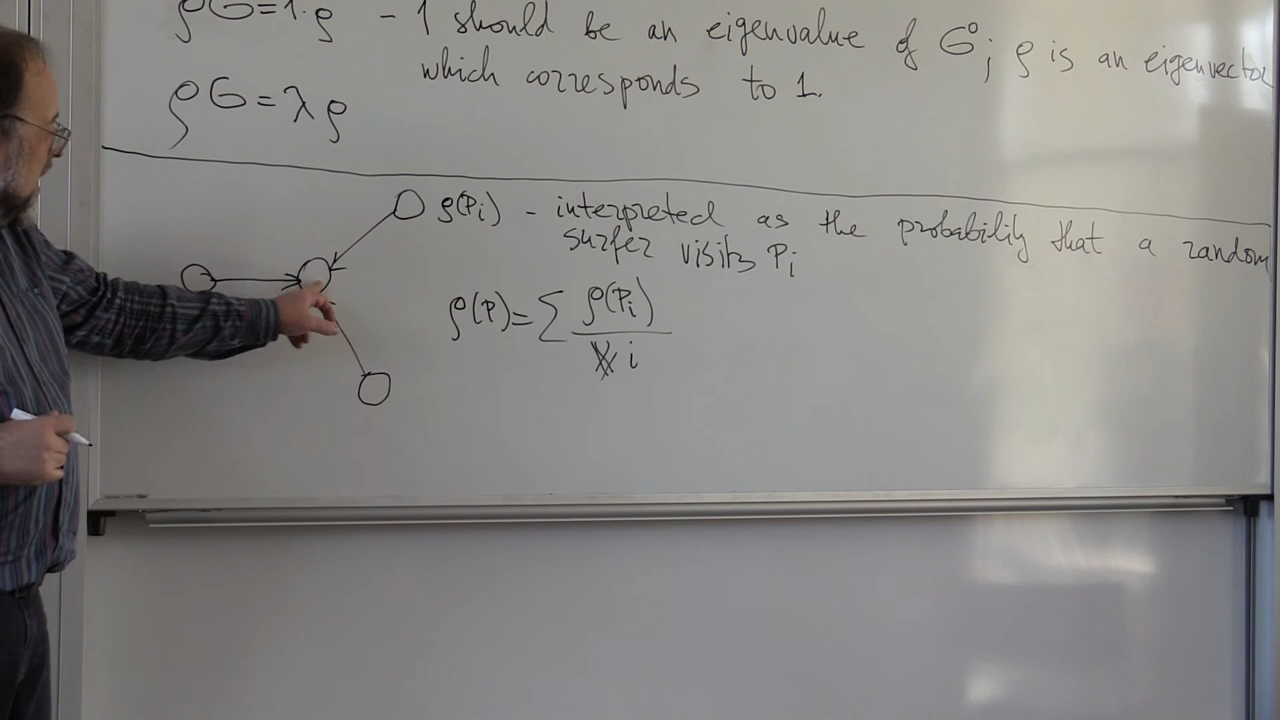 ρG=1·ρ - 1 should be an eigenvalue of G; ρ is an eigenvector
which corresponds to 1.
ρG=λρ
ρ(Pi) - interpreted as the probability that a random
surfer visits Pi
ρ(P)=∑ ρ(Pi)
i